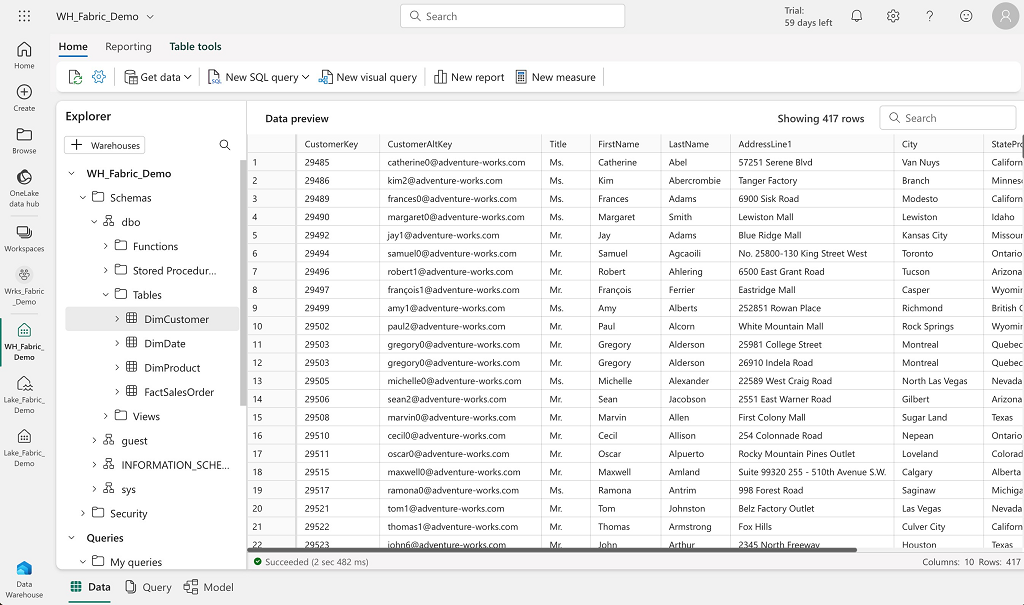 WH_Fabric_Demo
Search
Trial:
59 days left
Home
Reporting
Table tools
Get data
New SQL query
New visual query
New report
New measure
Home
Create
Browse
OneLake
data hub
Workspaces
Wrks_Fabric
_Demo
WH_Fabric_
Demo
Lake_Fabric_
Demo
Lake_Fabric_
Demo
Data
Warehouse
Explorer
Warehouses
WH_Fabric_Demo
Schemas
dbo
Functions
Stored Procedur...
Tables
DimCustomer
DimDate
DimProduct
FactSalesOrder
Views
guest
INFORMATION_SCHE...
sys
Security
Queries
My queries
Data preview
Showing 417 rows
Search
CustomerKey CustomerAltKey Title FirstName LastName AddressLine1 City StatePro
1 29485 catherine0@adventure-works.com Ms. Catherine Abel 57251 Serene Blvd Van Nuys Californ
2 29486 kim2@adventure-works.com Ms. Kim Abercrombie Tanger Factory Branch Minnes
3 29489 frances0@adventure-works.com Ms. Frances Adams 6900 Sisk Road Modesto Californ
4 29490 margaret0@adventure-works.com Ms. Margaret Smith Lewiston Mall Lewiston Idaho
5 29492 jay1@adventure-works.com Mr. Jay Adams Blue Ridge Mall Kansas City Missour
6 29494 samuel0@adventure-works.com Mr. Samuel Agcaoili No. 25800-130 King Street West Toronto Ontario
7 29496 robert1@adventure-works.com Mr. Robert Ahlering 6500 East Grant Road Tucson Arizona
8 29497 françois1@adventure-works.com Mr. François Ferrier Eastridge Mall Casper Wyomin
9 29499 amy1@adventure-works.com Ms. Amy Alberts 252851 Rowan Place Richmond British C
10 29502 paul2@adventure-works.com Mr. Paul Alcorn White Mountain Mall Rock Springs Wyomin
11 29503 gregory0@adventure-works.com Mr. Gregory Alderson 25981 College Street Montreal Quebec
12 29503 gregory0@adventure-works.com Mr. Gregory Alderson 26910 Indela Road Montreal Quebec
13 29505 michelle0@adventure-works.com Ms. Michelle Alexander 22589 West Craig Road North Las Vegas Nevada
14 29506 sean2@adventure-works.com Mr. Sean Jacobson 2551 East Warner Road Gilbert Arizona
15 29508 marvin0@adventure-works.com Mr. Marvin Allen First Colony Mall Sugar Land Texas
16 29510 cecil0@adventure-works.com Mr. Cecil Allison 254 Colonnade Road Nepean Ontario
17 29511 oscar0@adventure-works.com Mr. Oscar Alpuerto Rocky Mountain Pines Outlet Loveland Colorad
18 29515 maxwell0@adventure-works.com Mr. Maxwell Amland Suite 99320 255 - 510th Avenue S.W. Calgary Alberta
19 29517 ramona0@adventure-works.com Ms. Ramona Antrim 998 Forest Road Saginaw Michiga
20 29521 tom1@adventure-works.com Mr. Tom Johnston Belz Factory Outlet Las Vegas Nevada
21 29522 thomas1@adventure-works.com Mr. Thomas Armstrong Fox Hills Culver City Californ
22 29523 john6@adventure-works.com Mr. John Arthur 2345 North Freeway Houston Texas
Succeeded (2 sec 482 ms)
Columns: 10 Rows: 417
Data
Query
Model